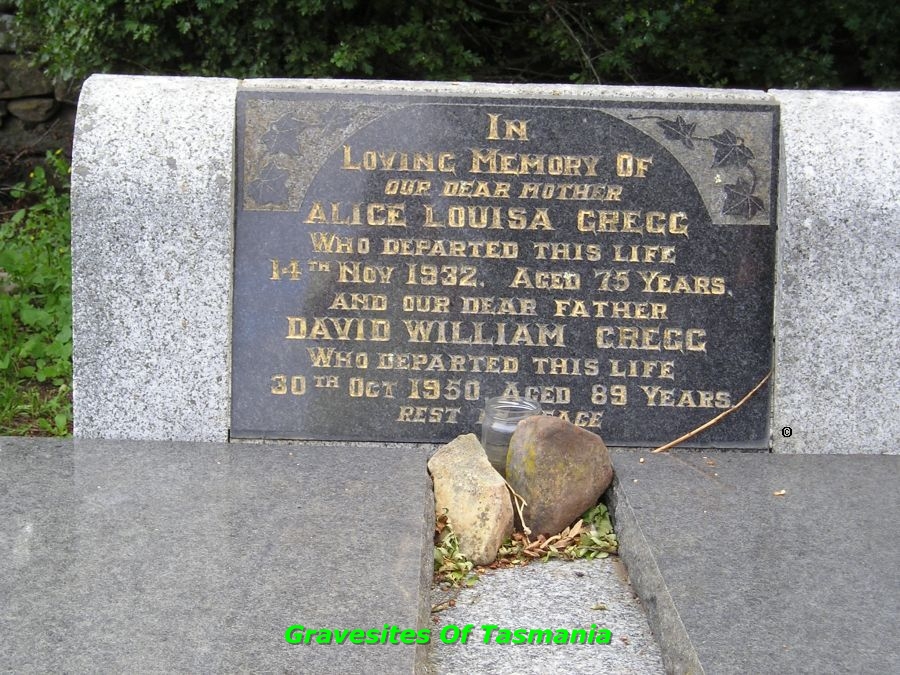 IN
LOVING MEMORY OF
OUR DEAR MOTHER
ALICE LOUISA GREGG
WHO DEPARTED THIS LIFE
14TH NOV 1932. AGED 75 YEARS.
AND OUR DEAR FATHER
DAVID WILLIAM GREGG
WHO DEPARTED THIS LIFE
30TH OCT 1950 AGED 89 YEARS
REST
©
Gravesites Of Tasmania